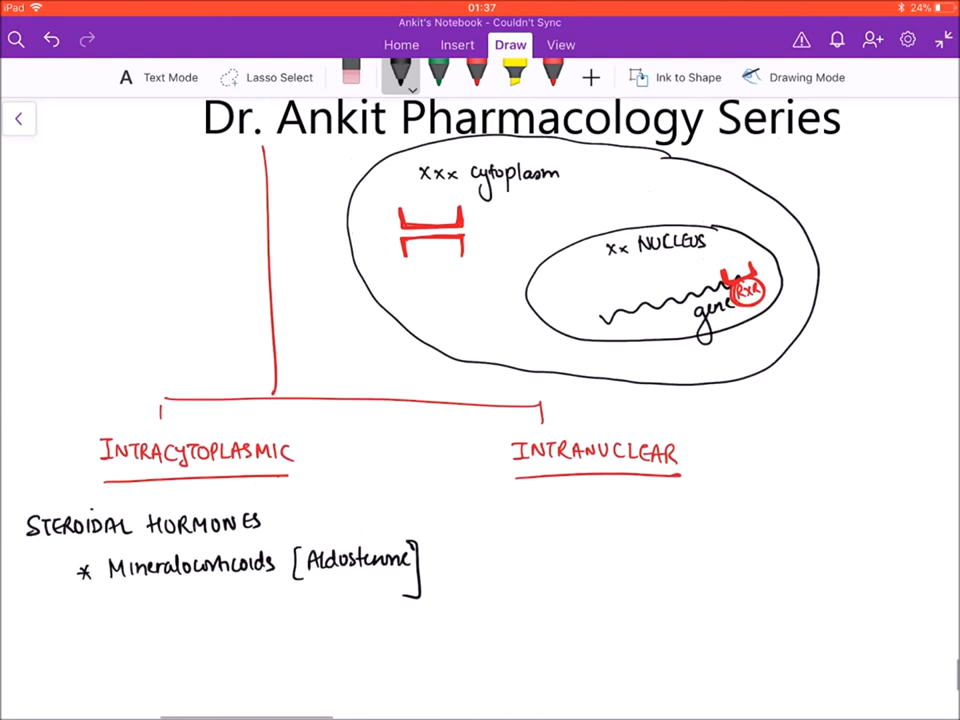 iPad 01:37 24%
Ankit's Notebook - Couldn't Sync
Home Insert Draw View
A Text Mode Lasso Select Ink to Shape Drawing Mode
Dr. Ankit Pharmacology Series
xxx cytoplasm
xx NUCLEUS
RXR
gene
INTRACYTOPLASMIC INTRANUCLEAR
STEROIDAL HORMONES
* Mineralocorticoids [Aldosterone]